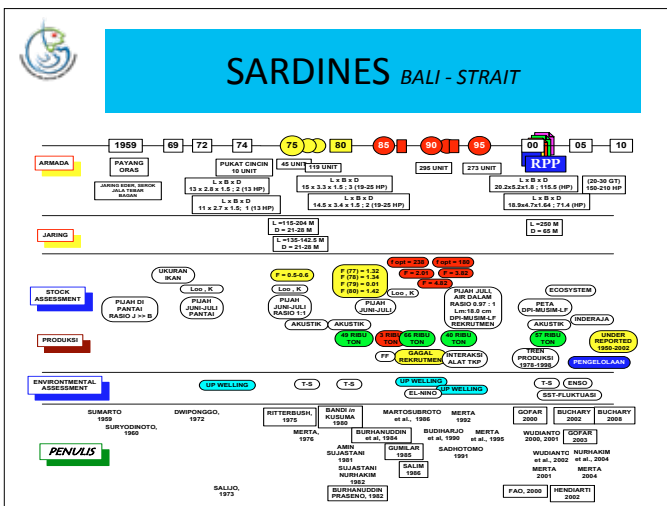 SARDINES BALI - STRAIT
ARMADA
1959
69
72
74
75
80
85
90
95
00
05
10
RPP
PAYANG
ORAS
PUKAT CINCIN
10 UNIT
45 UNIT
119 UNIT
295 UNIT
273 UNIT
JARING EDER, SEROK
JALA TEBAR
BAGAN
L x B x D
13 x 2.8 x 1.5 ; 2 (13 HP)
L x B x D
11 x 2.7 x 1.5; 1 (13 HP)
L x B x D
15 x 3.3 x 1.5 ; 3 (19-25 HP)
L x B x D
14.5 x 3.4 x 1.5; 2 (19-25 HP)
L x B x D
20.2x5.2x1.8 ; 115.5 (HP)
L x B x D
18.9x4.7x1.64 ; 71.4 (HP)
(20-30 GT)
150-210 HP
JARING
L =115-204 M
D = 21-28 M
L =135-142.5 M
D = 21-28 M
L =250 M
D = 65 M
STOCK
ASSESSMENT
UKURAN
IKAN
Loo , K
PIJAH DI
PANTAI
RASIO J >> B
PIJAH
JUNI-JULI
PANTAI
F = 0.5-0.6
Loo , K
PIJAH
JUNI-JULI
RASIO 1:1
F (77) = 1.32
F (78) = 1.34
F (79) = 0.01
F (80) = 1.42
PIJAH
JUNI-JULI
Loo , K
f opt = 238
F = 2.01
F = 4.82
f opt = 188
F = 3.82
PIJAH JULI,
AIR DALAM
RASIO 0.97 : 1
Lm:18.0 cm
DPI-MUSIM-LF
REKRUTMEN
ECOSYSTEM
PETA
DPI-MUSIM-LF
INDERAJA
AKUSTIK
AKUSTIK
AKUSTIK
PRODUKSI
49 RIBU
TON
RIBU
TON
66 RIBU
TON
40 RIBU
TON
57 RIBU
TON
FF
GAGAL
REKRUTMEN
INTERAKSI
ALAT TKP
TREN
PRODUKSI
1978-1998
UNDER
REPORTED
1950-2002
PENGELOLAAN
ENVIRONMENTAL
ASSESSMENT
UP WELLING
T-S
T-S
UP WELLING
UP WELLING
EL-NINO
T-S
ENSO
SST-FLUKTUASI
PENULIS
SUMARTO
1959
SURYODINOTO,
1960
DWIPONGGO,
1972
SALIJO,
1973
RITTERBUSH,
1975
MERTA,
1976
BANDI in
KUSUMA
1980
BURHANUDDIN
et al, 1984
AMIN
SUJASTANI
1981
SUJASTANI
NURHAKIM
1982
BURHANUDDIN
PRASENO, 1982
MARTOSUBROTO
et al., 1986
GUMILAR
1985
SALIM
1986
BUDIHARJO
et al, 1990
SADHOTOMO
1991
MERTA
1992
MERTA
et al., 1995
GOFAR
2000
BUCHARY
2002
BUCHARY
2008
WUDIANTO
2000, 2001
GOFAR
2003
WUDIANTO
et al., 2002
NURHAKIM
et al., 2004
MERTA
2001
MERTA
2004
FAO, 2000
HENDIARTI
2002